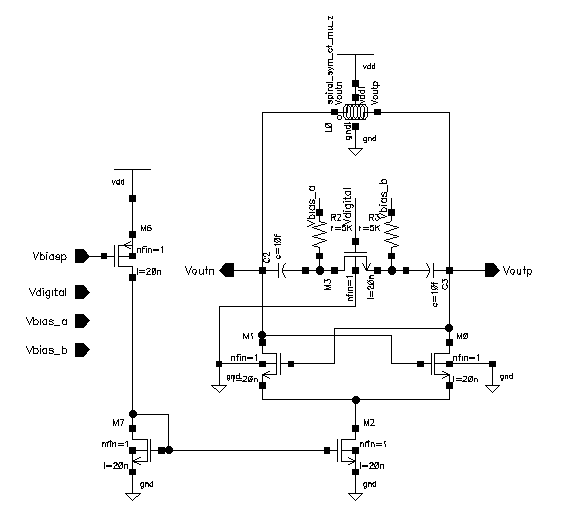 spiral_sym_ct_mu_z
vdd
Voutn
vdd
Voutp
L0
gnd
gnd
Vbias_a
Vdigital
Vbias_b
vdd
R2
r=5K
R3
r=5K
M6
nfin=1
l=20n
Vbiasp
Vdigital
Vbias_a
Vbias_b
Voutn
C2
c=10f
M3
nfin=1
l=20n
c=10f
C3
Voutp
M1
nfin=1
l=20n
gnd
M0
nfin=1
l=20n
gnd
M7
nfin=1
l=20n
gnd
M2
nfin=1
l=20n
gnd